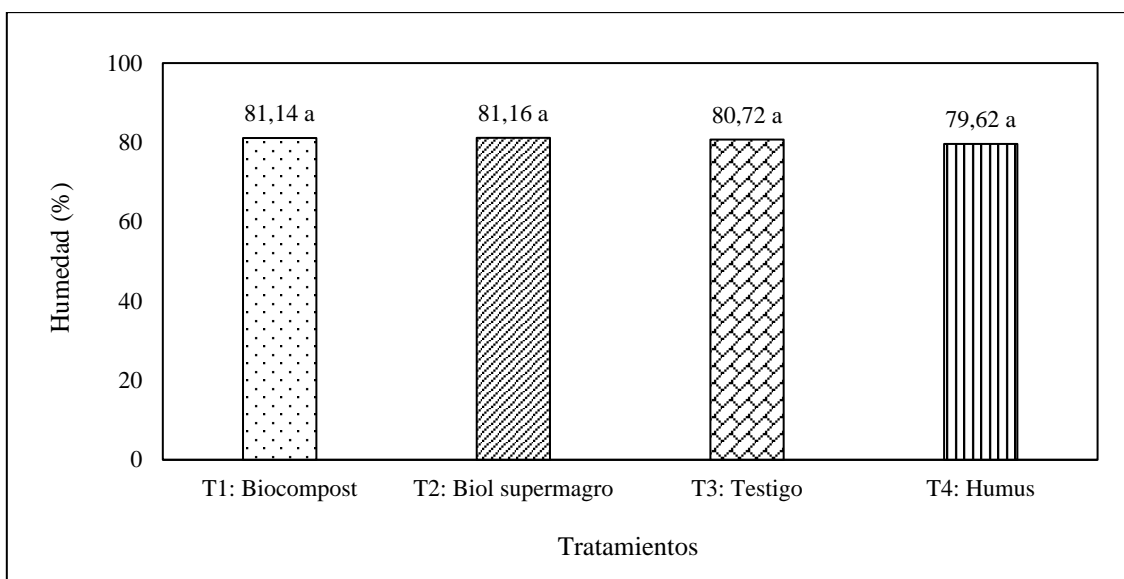 100
80
60
40
20
0
Humedad (%)
81,14 a
81,16 a
80,72 a
79,62 a
T1: Biocompost
T2: Biol supermagro
T3: Testigo
T4: Humus
Tratamientos